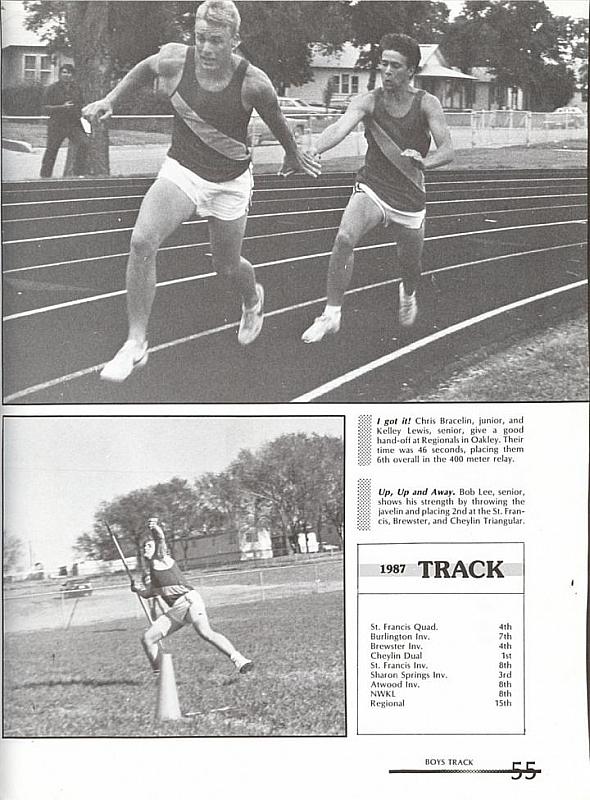 I got it! Chris Bracelin, junior, and
Kelley Lewis, senior, give a good
hand-off at Regionals in Oakley. Their
time was 46 seconds, placing them
6th overall in the 400 meter relay.
Up, Up and Away. Bob Lee, senior,
shows his strength by throwing the
javelin and placing 2nd at the St. Fran-
cis, Brewster, and Cheylin Triangular.
1987 TRACK
St. Francis Quad. 4th
Burlington Inv. 7th
Brewster Inv. 4th
Cheylin Dual 1st
St. Francis Inv. 8th
Sharon Springs Inv. 3rd
Atwood Inv. 8th
NWKL 8th
Regional 15th
BOYS TRACK 55